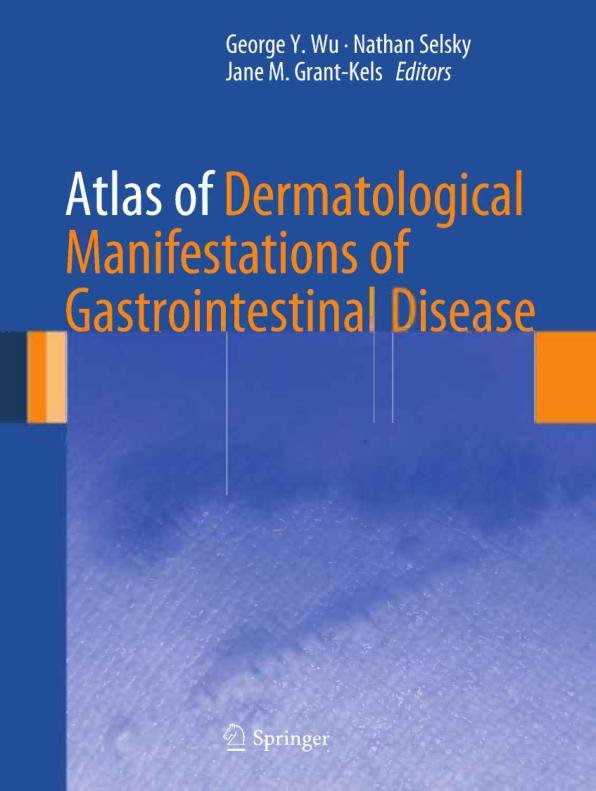 George Y. Wu · Nathan Selsky
Jane M. Grant-Kels Editors
Atlas of Dermatological
Manifestations of
Gastrointestinal Disease
Springer